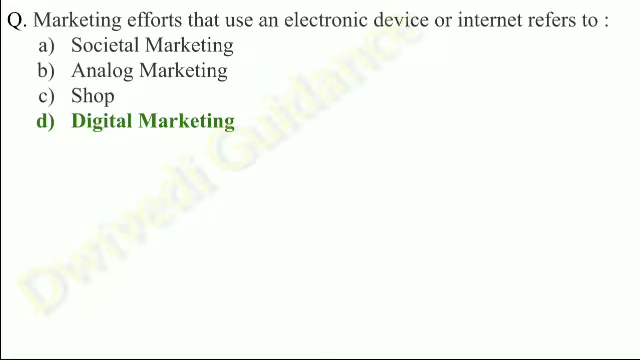 Q. Marketing efforts that use an electronic device or internet refers to :
a) Societal Marketing
b) Analog Marketing
c) Shop
d) Digital Marketing
Dwivedi Guidance